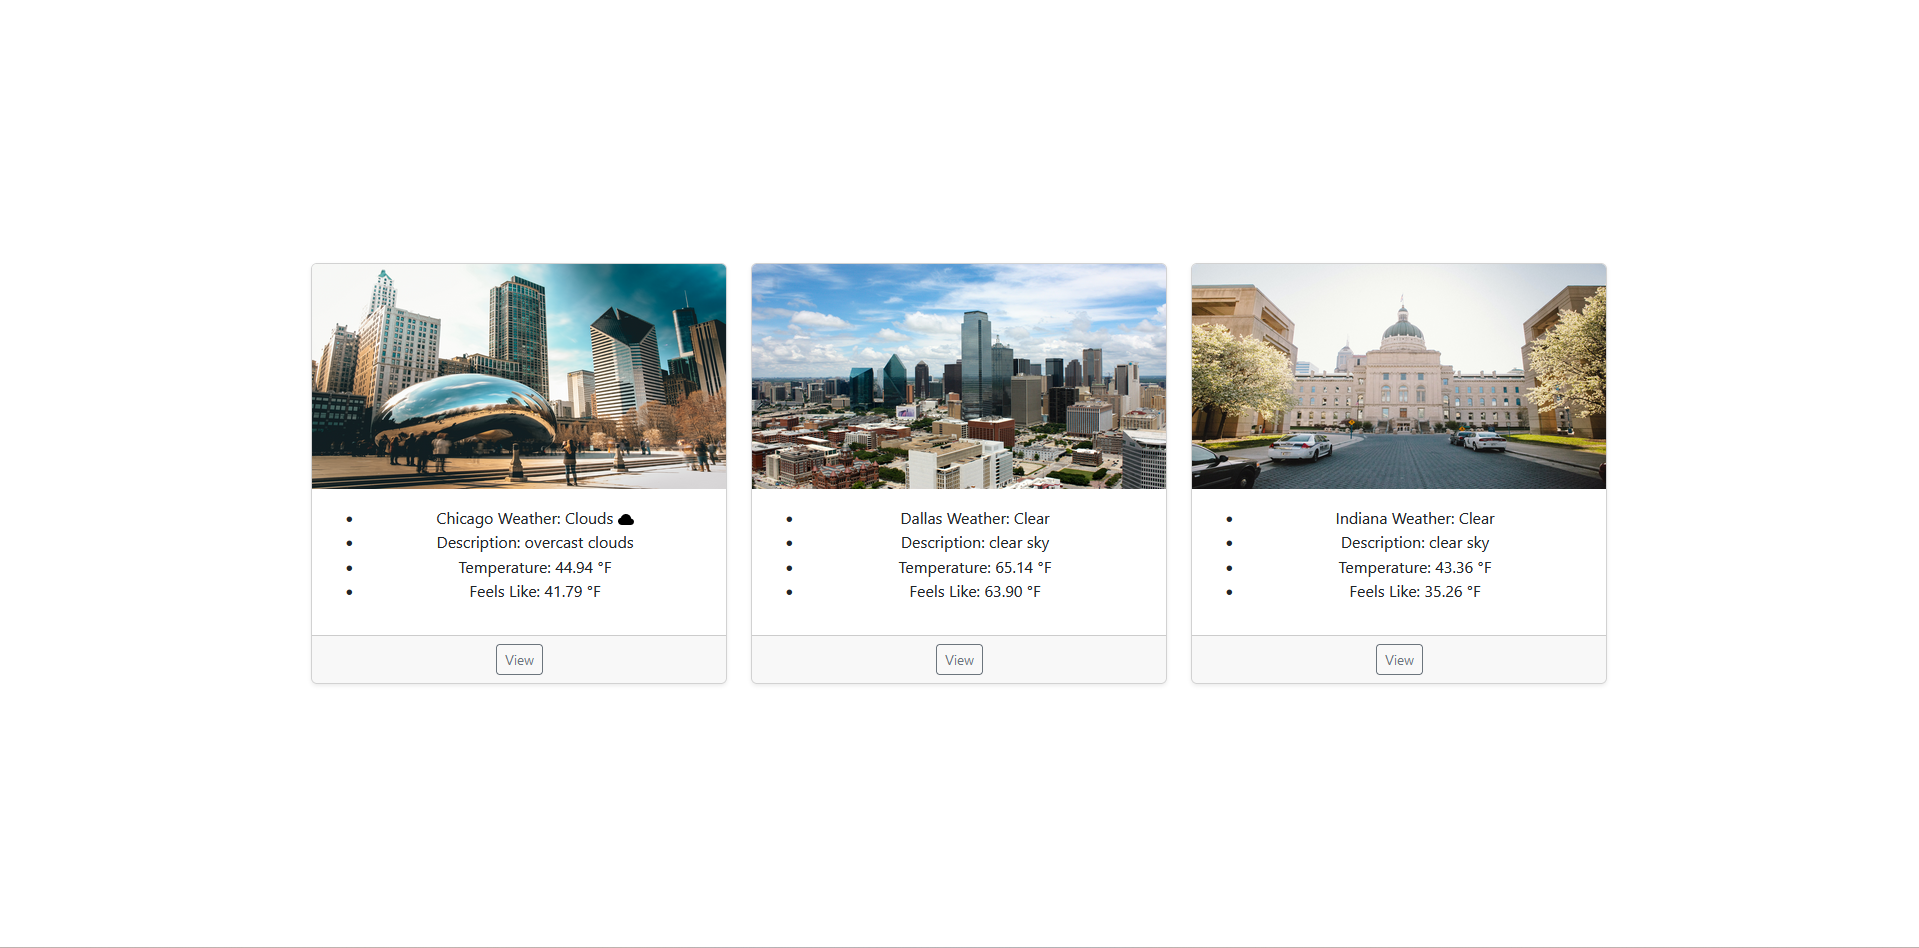 Chicago Weather: Clouds
Description: overcast clouds
Temperature: 44.94 °F
Feels Like: 41.79 °F
View
Dallas Weather: Clear
Description: clear sky
Temperature: 65.14 °F
Feels Like: 63.90 °F
View
Indiana Weather: Clear
Description: clear sky
Temperature: 43.36 °F
Feels Like: 35.26 °F
View